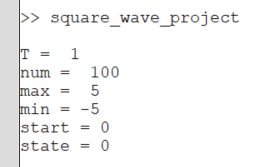 >> square_wave_project
T =  1
num =  100
max =  5
min = -5
start = 0
state = 0